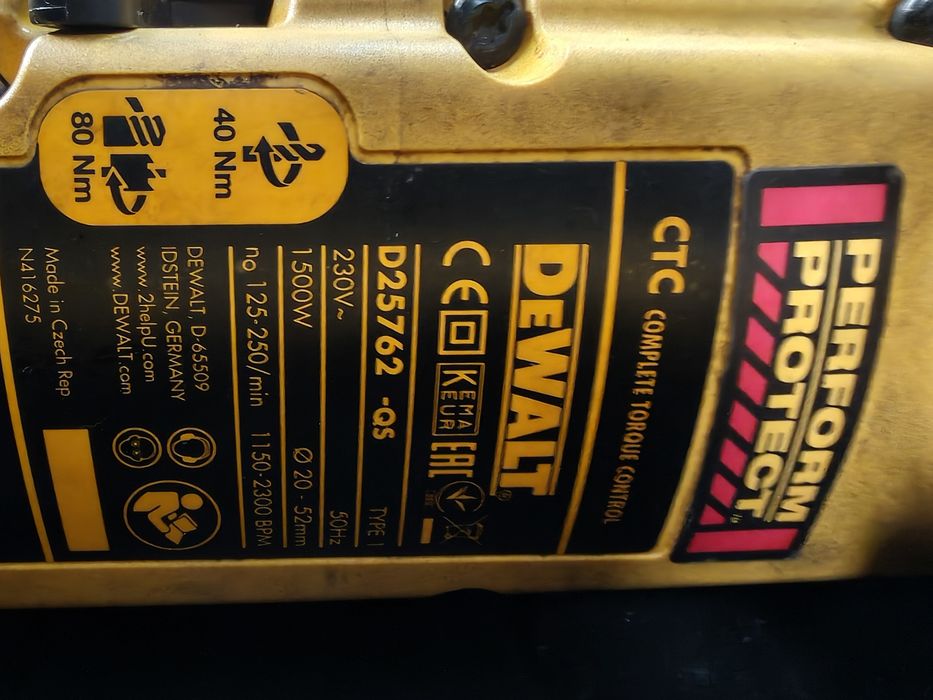 PERFORM
PROTECT
CTC COMPLETE TORQUE CONTROL
DEWALT®
CE KEMA KEUR EAC
D25762 -QS TYPE 1
230V~ 50Hz
1500W Ø 20 - 52mm
no 125-250/min 1150-2300 BPM
DEWALT, D-65509
IDSTEIN, GERMANY
www.2helpU.com
www.DEWALT.com
Made in Czech Rep
N416275
40 Nm
80 Nm